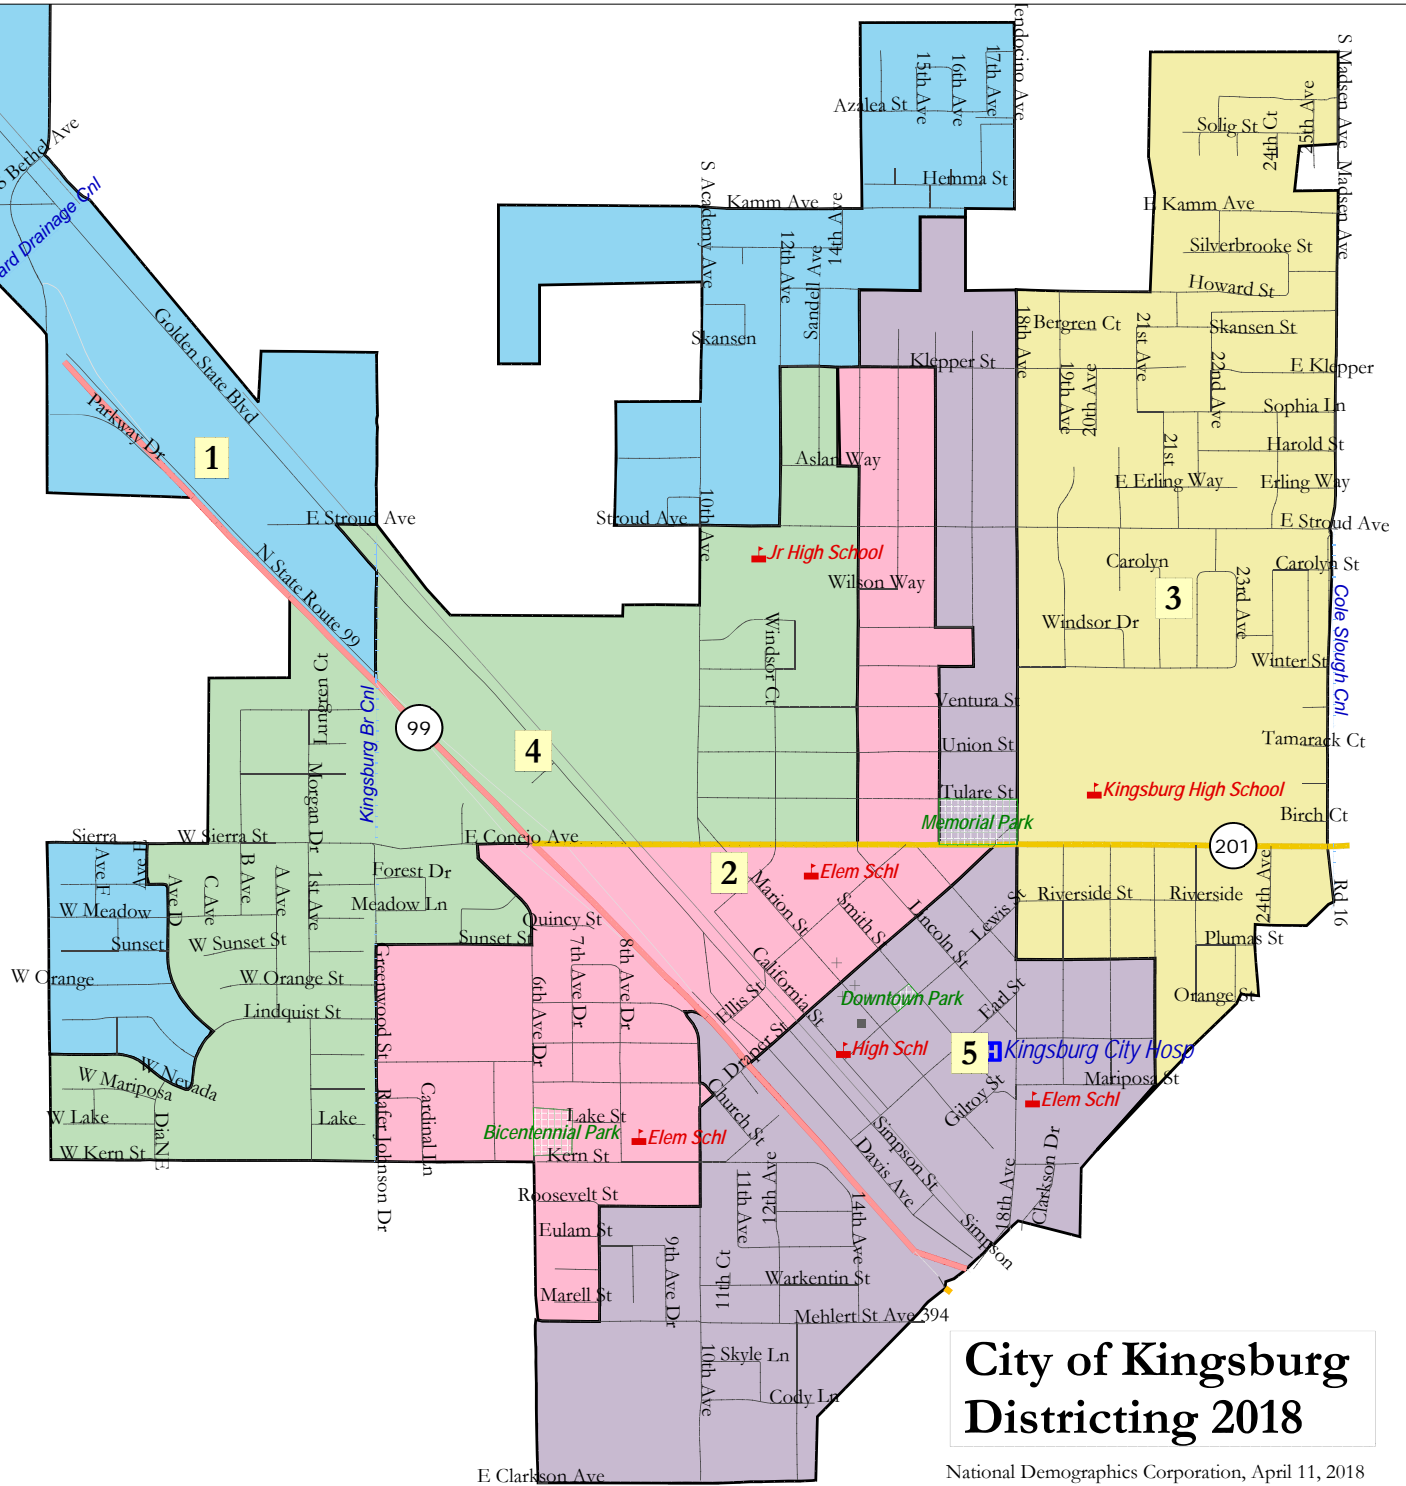 S Bethel Ave
ard Drainage Cnl
Golden State Blvd
Parkway Dr
1
E Stroud Ave
N State Route 99
15th Ave
16th Ave
17th Ave
endocino Ave
Azalea St
Hemma St
S Academy Ave
Kamm Ave
14th Ave
12th Ave
Sandell Ave
Skansen
Aslan Way
Stroud Ave
10th Ave
Jr High School
Wilson Way
Windsor Ct
Klepper St
18th Ave
S Madsen Ave
Madsen Ave
25th Ave
24th Ct
Solig St
E Kamm Ave
Silverbrooke St
Howard St
Bergren Ct
21st Ave
Skansen St
E Klepper
19th Ave
20th Ave
22nd Ave
Sophia Ln
21st
Harold St
E Erling Way
Erling Way
E Stroud Ave
Carolyn
Carolyn St
3
23rd Ave
Cole Slough Cnl
Windsor Dr
Winter St
Ventura St
Union St
Tulare St
Memorial Park
Tamarack Ct
Kingsburg High School
Birch Ct
201
Lungren Ct
Kingsburg Br Cnl
99
4
Morgan Dr
E Conejo Ave
Sierra
W Sierra St
Ave F
Ave
Ave D
C Ave
B Ave
A Ave
1st Ave
Forest Dr
Meadow Ln
W Meadow
Sunset
W Sunset St
Sunset St
W Orange
W Orange St
Lindquist St
Greenwood St
W Mariposa
W Nevada
W Lake
DiaNE
Lake
W Kern St
Rafer Johnson Dr
Cardinal Ln
2
Elem Schl
Marion St
Smith St
Lincoln St
Lewis St
Quincy St
7th Ave Dr
8th Ave Dr
6th Ave Dr
California St
Ellis St
Draper St
Downtown Park
Earl St
High Schl
5
H
Kingsburg City Hosp
Riverside St
Riverside
24th Ave
Rd 16
Plumas St
Orange St
Mariposa St
Elem Schl
Gilroy St
Church St
Simpson St
Davis Ave
Lake St
Bicentennial Park
Elem Schl
Kern St
Roosevelt St
Eulam St
Marell St
9th Ave Dr
11th Ave
12th Ave
14th Ave
11th Ct
18th Ave
Clarkson Dr
Simpson
Warkentin St
Mehlert St
Ave 394
10th Ave
Skyle Ln
Cody Ln
E Clarkson Ave
City of Kingsburg
Districting 2018
National Demographics Corporation, April 11, 2018